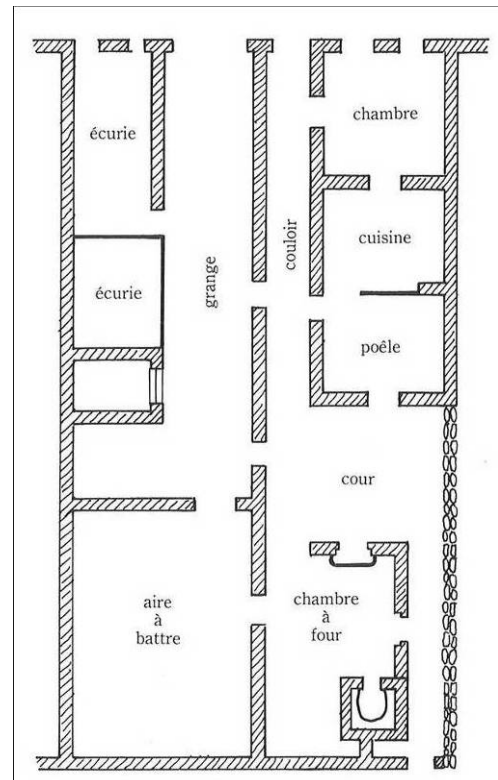 chambre
écurie
couloir
cuisine
grange
écurie
poêle
cour
aire
à
battre
chambre
à
four